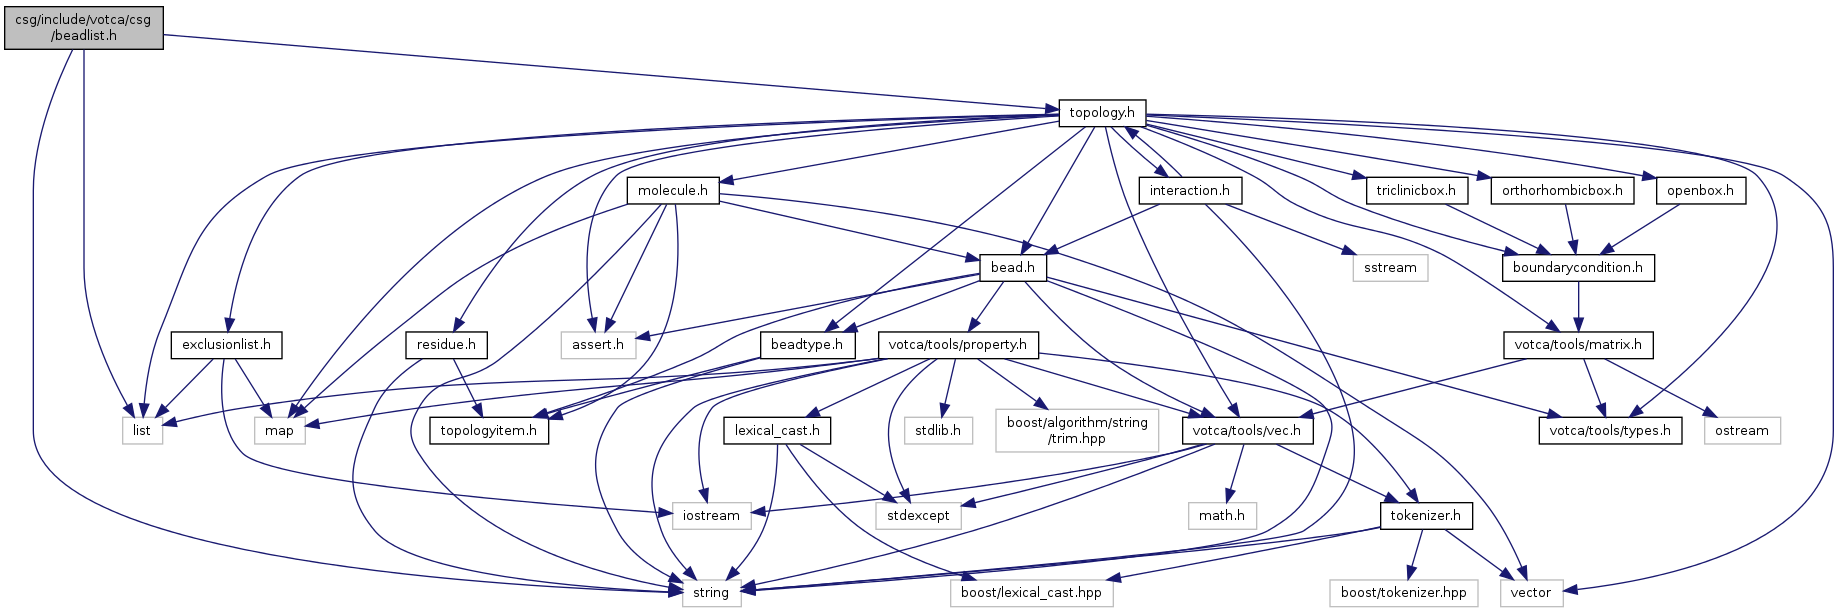 csg/include/votca/csg
/beadlist.h
topology.h
molecule.h
interaction.h
triclinicbox.h
orthorhombicbox.h
openbox.h
bead.h
sstream
boundarycondition.h
exclusionlist.h
residue.h
assert.h
beadtype.h
votca/tools/property.h
votca/tools/matrix.h
list
map
topologyitem.h
lexical_cast.h
stdlib.h
boost/algorithm/string
/trim.hpp
votca/tools/vec.h
votca/tools/types.h
ostream
iostream
stdexcept
math.h
tokenizer.h
string
boost/lexical_cast.hpp
boost/tokenizer.hpp
vector